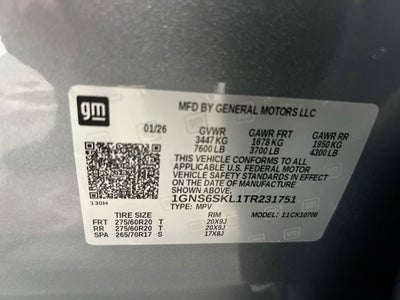 gm
MFD BY GENERAL MOTORS LLC
01/26 GVWR GAWR FRT GAWR RR
3447 KG 1678 KG 1950 KG
7600 LB 3700 LB 4300 LB
THIS VEHICLE CONFORMS TO ALL APPLICABLE
U.S. FEDERAL MOTOR
VEHICLE SAFETY STANDARDS IN EFFECT ON
THE DATE OF MANUFACTURE
SHOWN ABOVE.
1GNS6SKL1TR231751
130H TYPE: MPV MODEL: 11CK10706
TIRE SIZE RIM
FRT 275/60R20 T 20X9J
RR 275/60R20 T 20X9J
SPA 265/70R17 S 17X8J